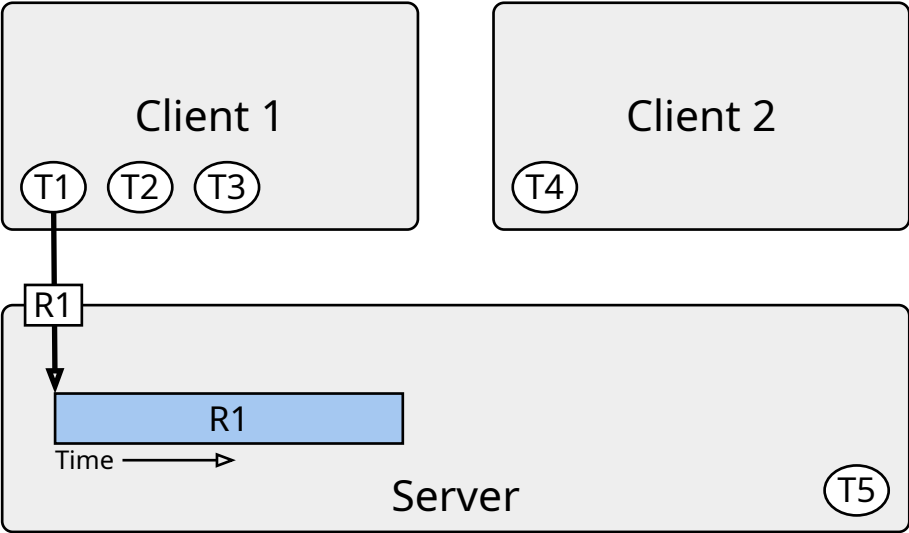 Client 1
Client 2
T1 T2 T3
T4
R1
R1
Time
Server
T5